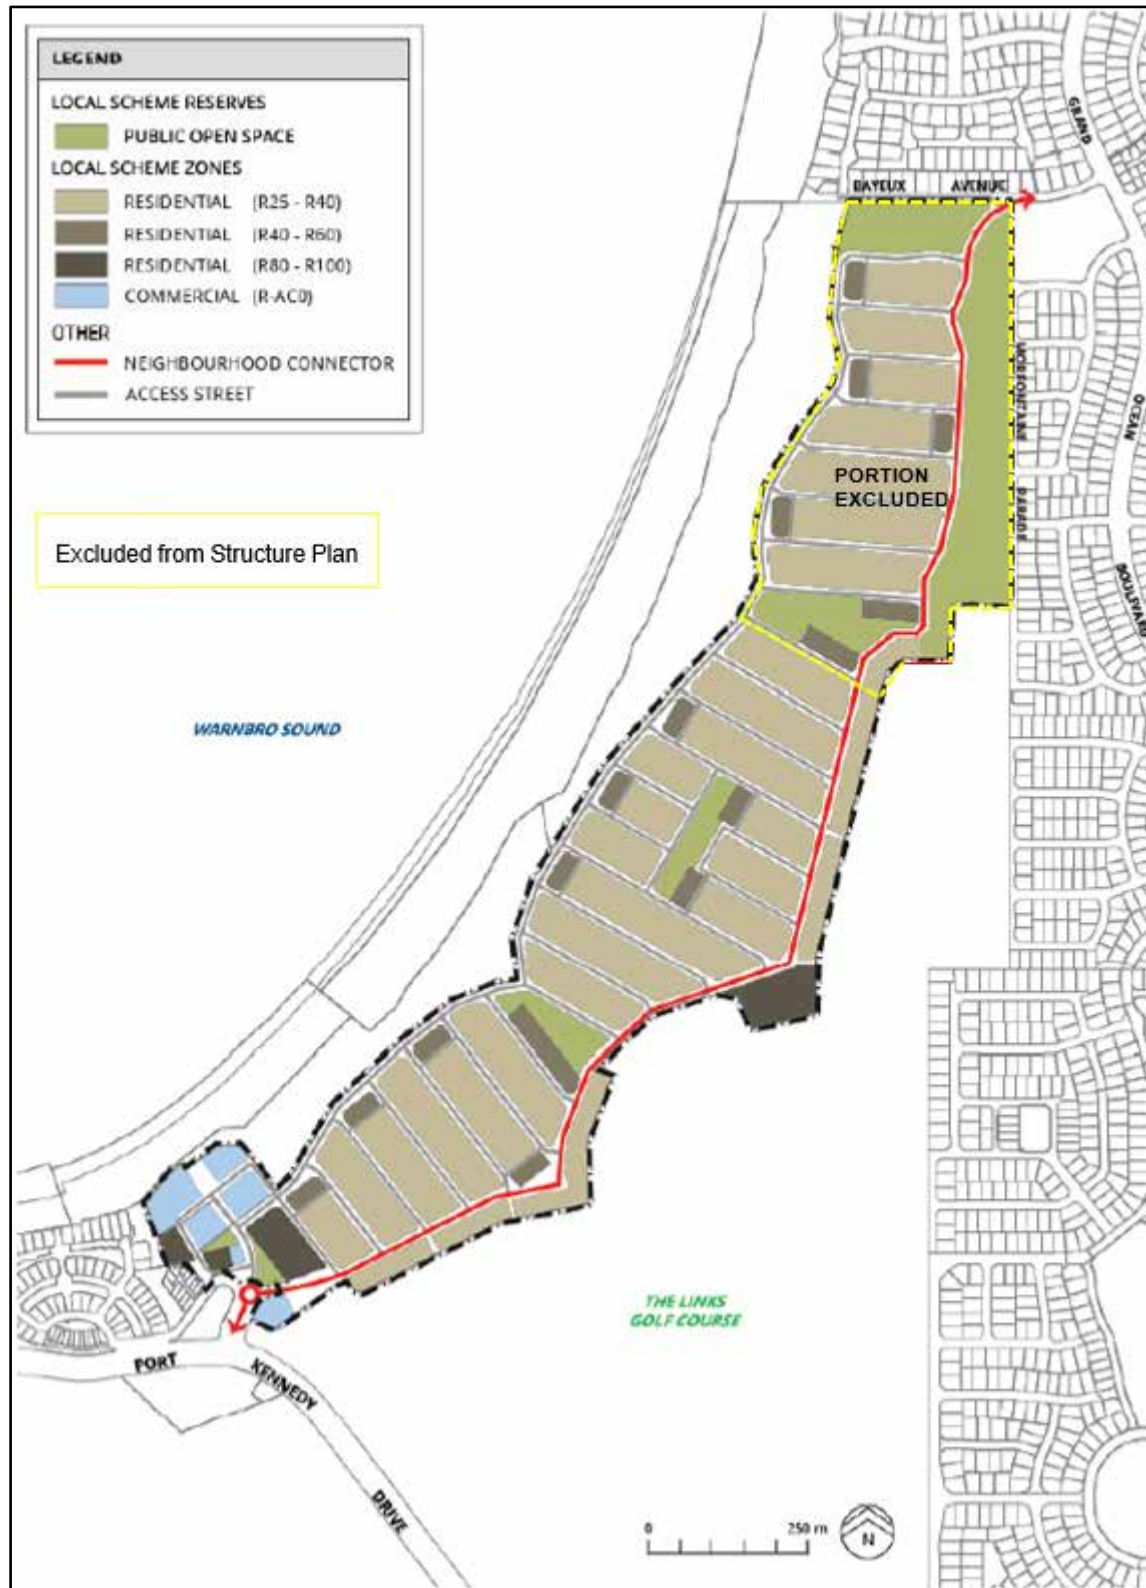 LEGEND
LOCAL SCHEME RESERVES
PUBLIC OPEN SPACE
LOCAL SCHEME ZONES
RESIDENTIAL (R25 - R40)
RESIDENTIAL (R40 - R60)
RESIDENTIAL (R80 - R100)
COMMERCIAL (R-AC0)
OTHER
NEIGHBOURHOOD CONNECTOR
ACCESS STREET
Excluded from Structure Plan
GRAND
BAYEUX AVENUE
OCEAN
BOULEVARD
MORFONTAINE
PARADE
PORTION
EXCLUDED
WARNBRO SOUND
THE LINKS
GOLF COURSE
PORT
KENNEDY
DRIVE
0 250 m
N